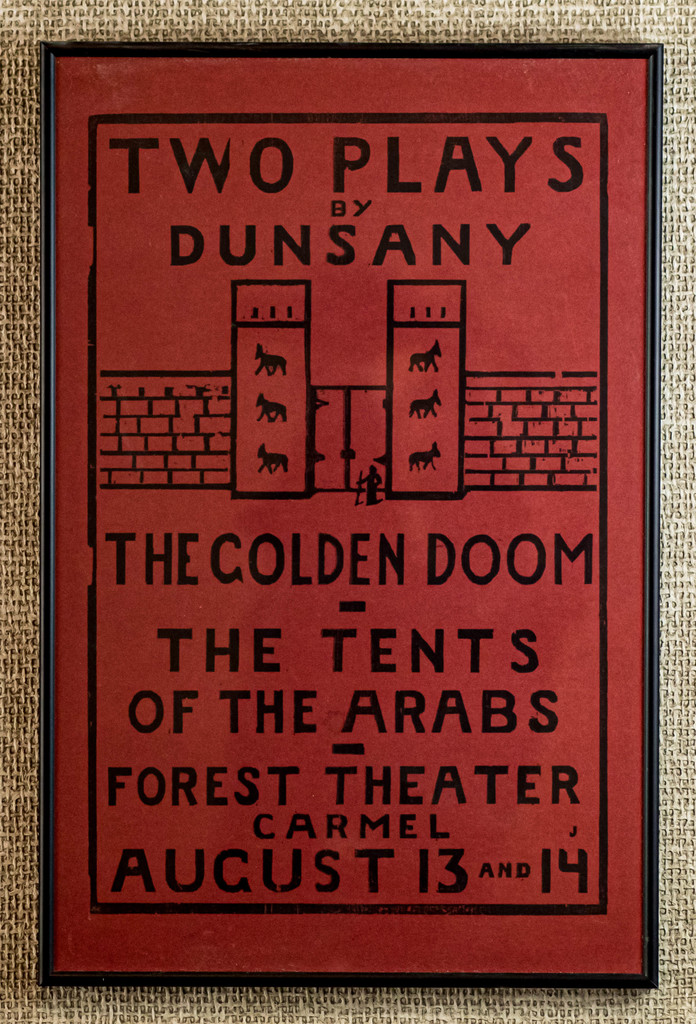 TWO PLAYS
BY
DUNSANY
THE GOLDEN DOOM
-
THE TENTS
OF THE ARABS
-
FOREST THEATER
CARMEL
J
AUGUST 13 AND 14